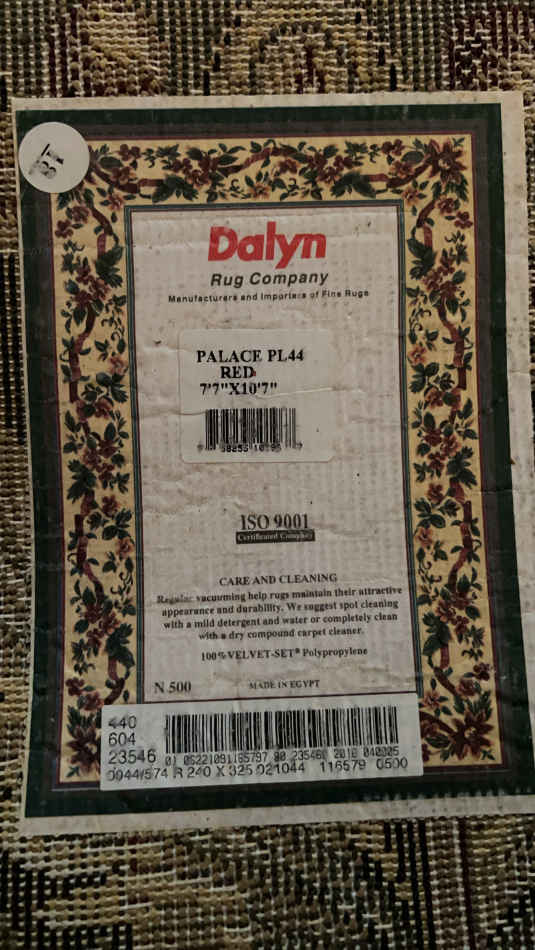 Dalyn
Rug Company
Manufacturers and Importers of Fine Rugs
PALACE PL44
RED
7'7"X10'7"
ISO 9001
Certificated Company
CARE AND CLEANING
Regular vacuuming help rugs maintain their attractive
appearance and durability. We suggest spot cleaning
with a mild detergent and water or completely clean
with a dry compound carpet cleaner.
100% VELVET-SET® Polypropylene
N 500
MADE IN EGYPT
440
604
23546
0044/574 R 240 X 325 021044 116579 0500